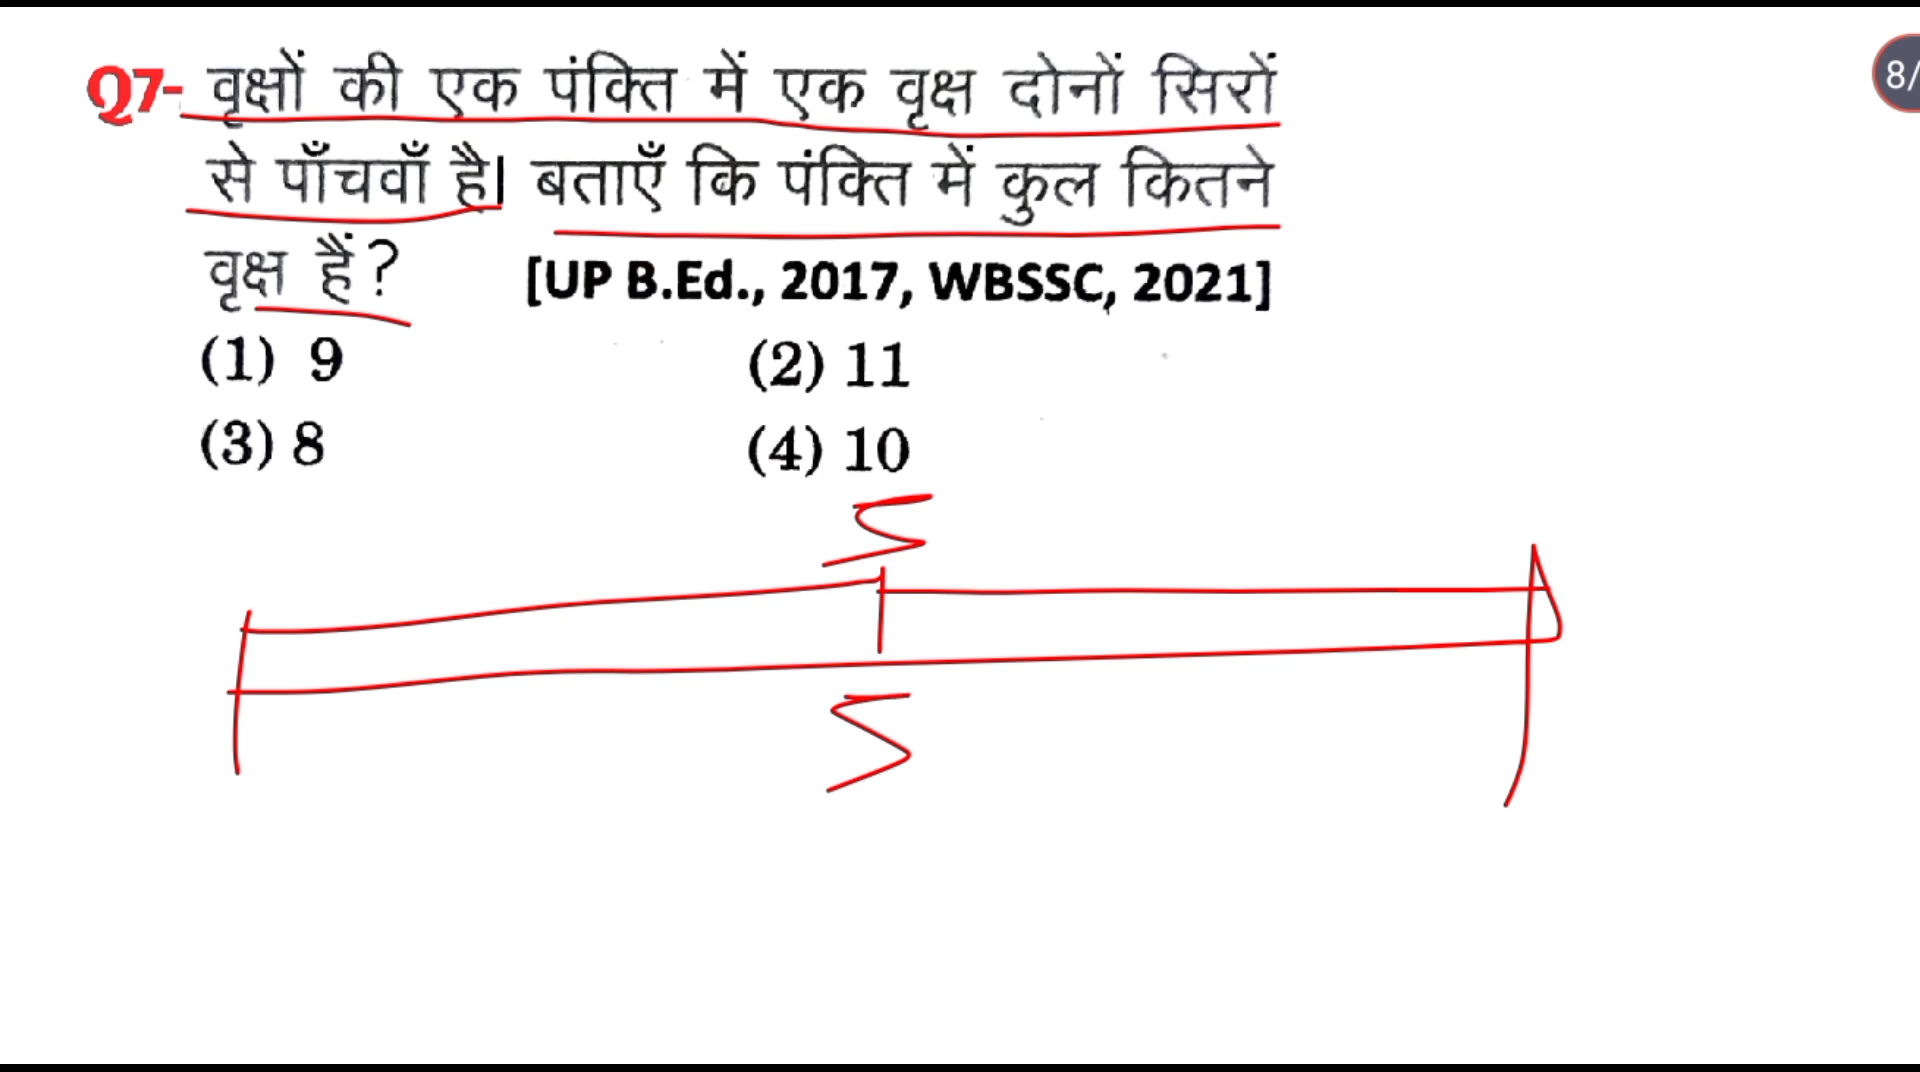 Q7- वृक्षों की एक पंक्ति में एक वृक्ष दोनों सिरों
से पाँचवाँ है। बताएँ कि पंक्ति में कुल कितने
वृक्ष हैं? [UP B.Ed., 2017, WBSSC, 2021]
(1) 9 (2) 11
(3) 8 (4) 10
5
5
8/